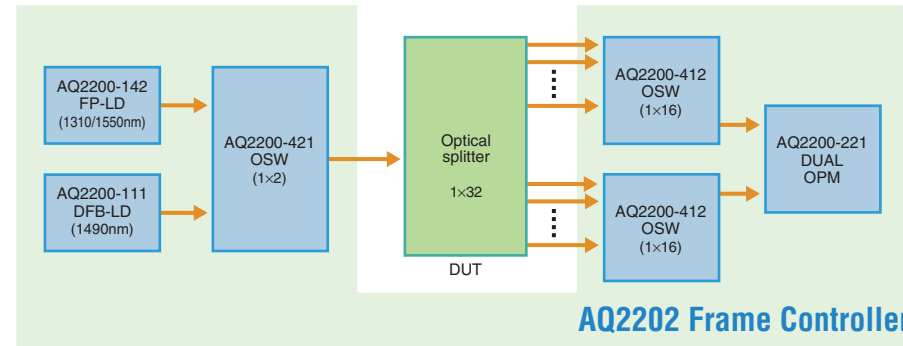 AQ2200-142
FP-LD
(1310/1550nm)
AQ2200-111
DFB-LD
(1490nm)
AQ2200-421
OSW
(1×2)
Optical
splitter
1×32
DUT
AQ2200-412
OSW
(1×16)
AQ2200-412
OSW
(1×16)
AQ2200-221
DUAL
OPM
AQ2202 Frame Controller